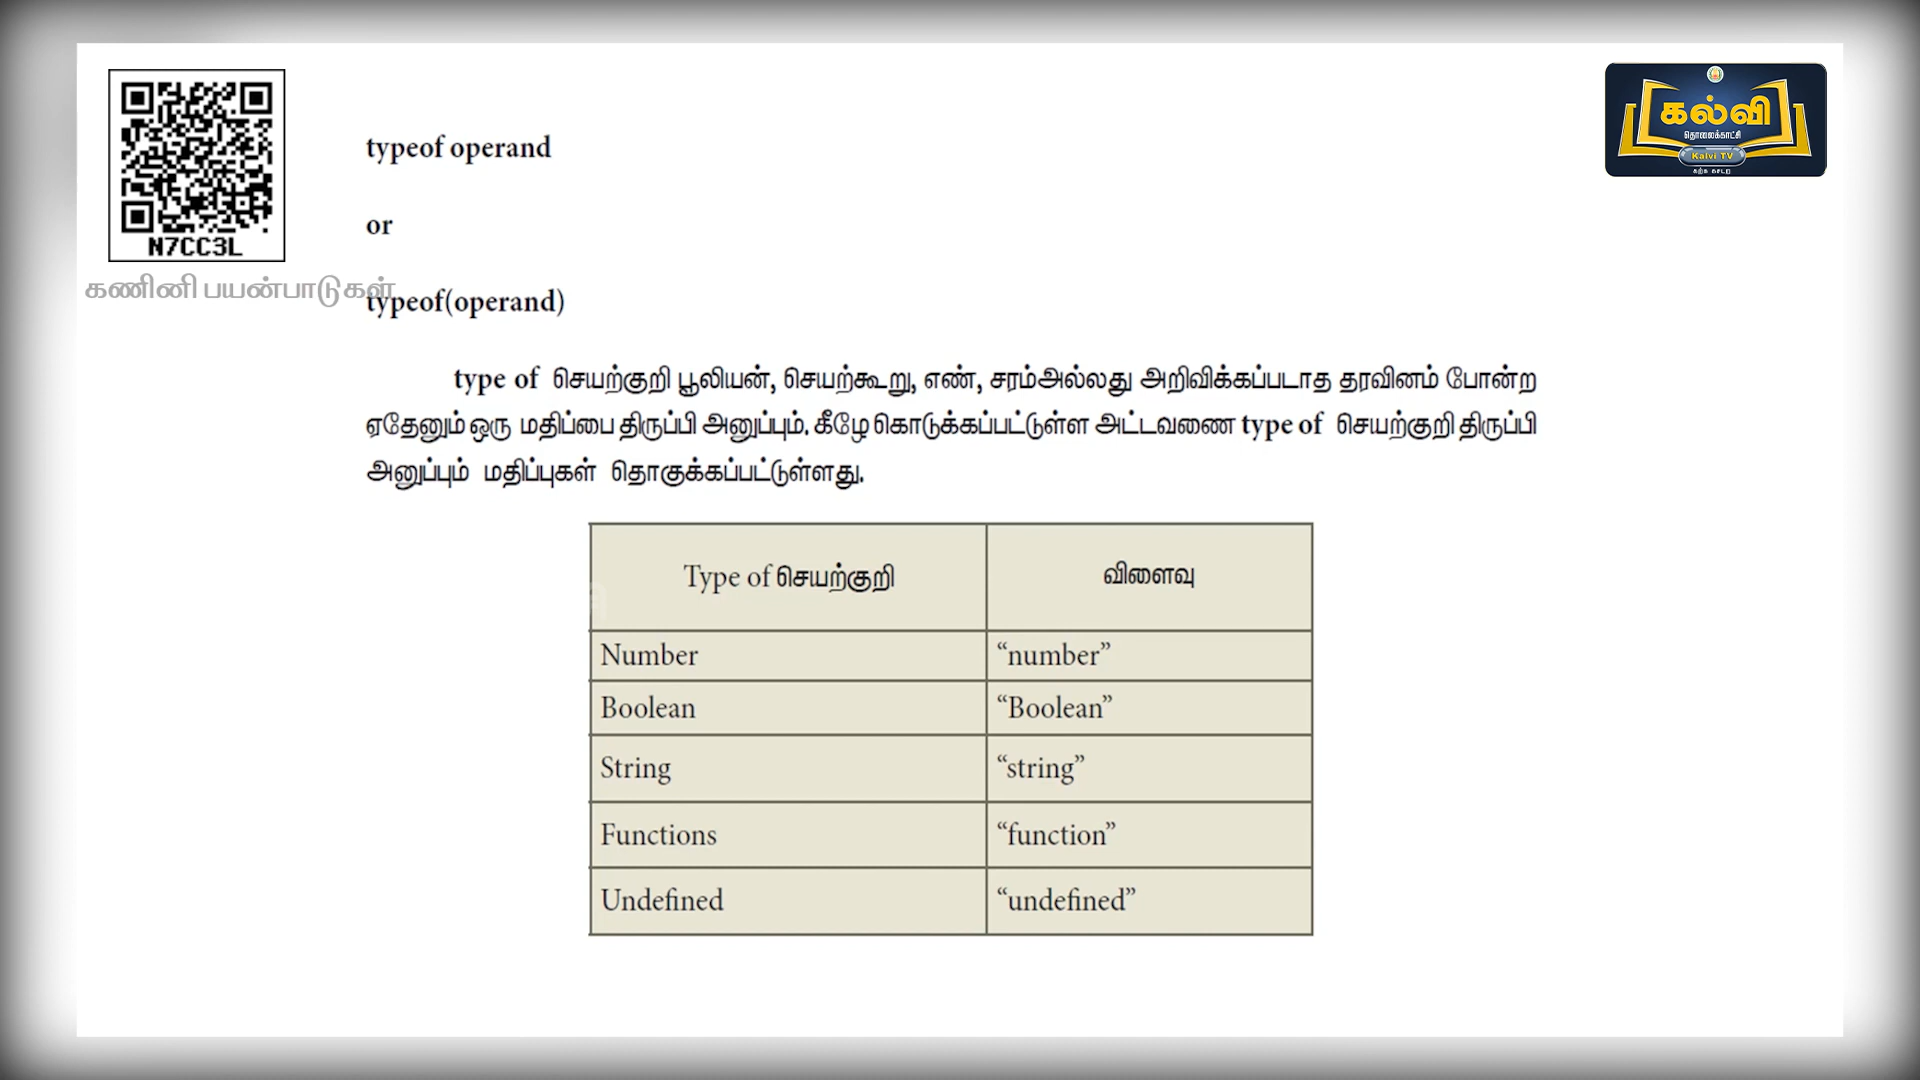 N7CC3L
கணினி பயன்பாடுகள்
கல்வி
தொலைக்காட்சி
Kalvi TV
கற்க கசடற
typeof operand
or
typeof(operand)
type of செயற்குறி பூலியன், செயற்கூறு, எண், சரம்அல்லது அறிவிக்கப்படாத தரவினம் போன்ற
ஏதேனும் ஒரு மதிப்பை திருப்பி அனுப்பும். கீழே கொடுக்கப்பட்டுள்ள அட்டவணை type of செயற்குறி திருப்பி
அனுப்பும் மதிப்புகள் தொகுக்கப்பட்டுள்ளது.
Type of செயற்குறி விளைவு
Number “number”
Boolean “Boolean”
String “string”
Functions “function”
Undefined “undefined”